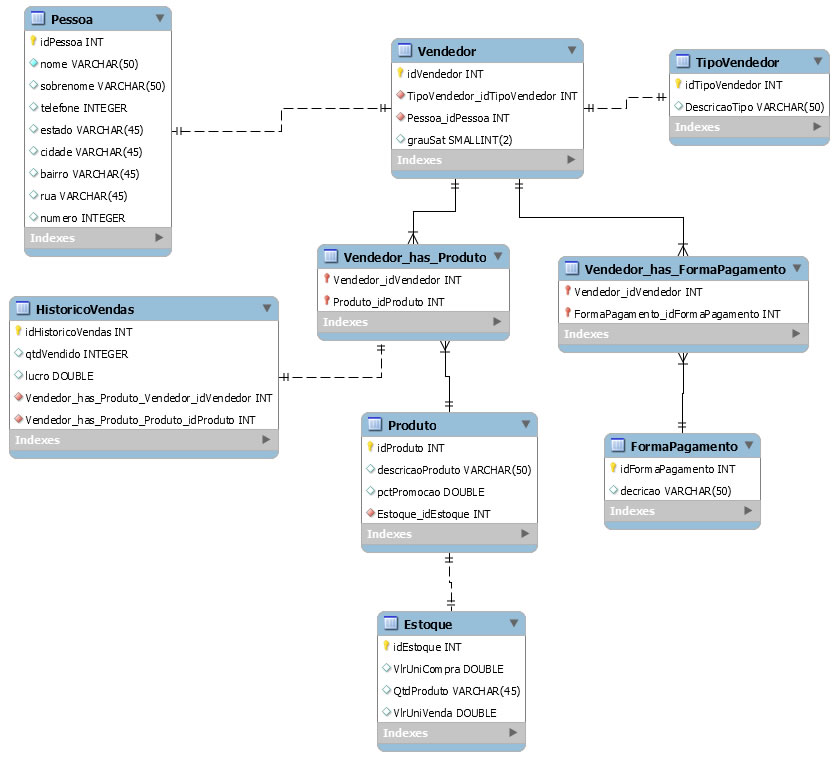 Pessoa
idPessoa INT
nome VARCHAR(50)
sobrenome VARCHAR(50)
telefone INTEGER
estado VARCHAR(45)
cidade VARCHAR(45)
bairro VARCHAR(45)
rua VARCHAR(45)
numero INTEGER
Indexes
Vendedor
idVendedor INT
TipoVendedor_idTipoVendedor INT
Pessoa_idPessoa INT
grauSat SMALLINT(2)
Indexes
TipoVendedor
idTipoVendedor INT
DescricaoTipo VARCHAR(50)
Indexes
Vendedor_has_Produto
Vendedor_idVendedor INT
Produto_idProduto INT
Indexes
Vendedor_has_FormaPagamento
Vendedor_idVendedor INT
FormaPagamento_idFormaPagamento INT
Indexes
HistoricoVendas
idHistoricoVendas INT
qtdVendido INTEGER
lucro DOUBLE
Vendedor_has_Produto_Vendedor_idVendedor INT
Vendedor_has_Produto_Produto_idProduto INT
Indexes
Produto
idProduto INT
descricaoProduto VARCHAR(50)
pctPromocao DOUBLE
Estoque_idEstoque INT
Indexes
FormaPagamento
idFormaPagamento INT
decricao VARCHAR(50)
Indexes
Estoque
idEstoque INT
VlrUniCompra DOUBLE
QtdProduto VARCHAR(45)
VlrUniVenda DOUBLE
Indexes